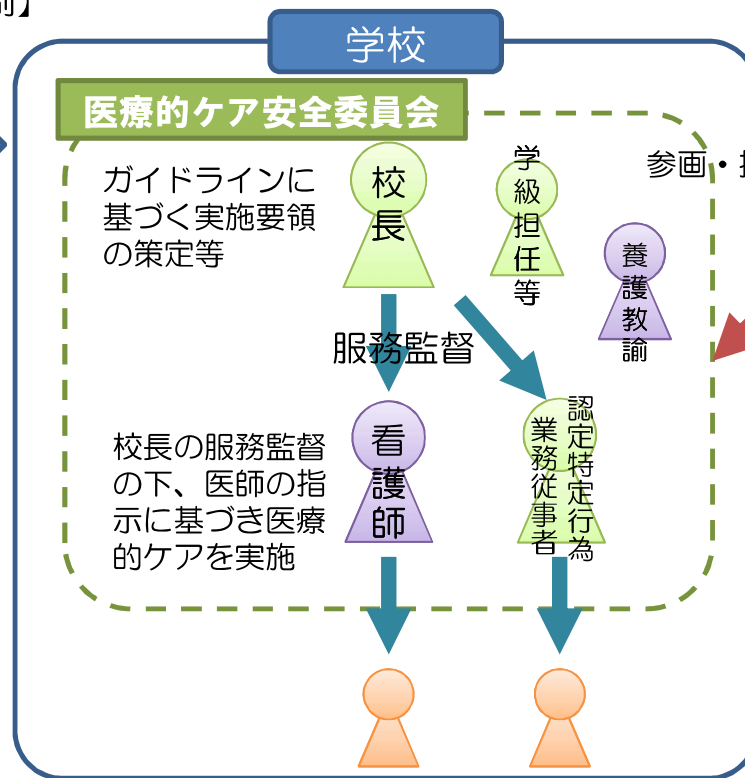 前】
学校
医療的ケア安全委員会
ガイドラインに
基づく実施要領
の策定等
校長
学級担任等
参画・
養護教諭
服務監督
校長の服務監督
の下、医師の指
示に基づき医療
的ケアを実施
看護師
認定特定行為
業務従事者